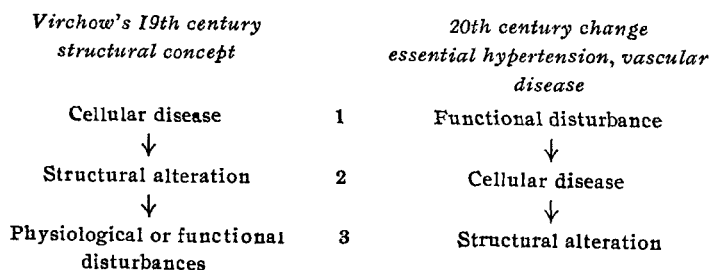 Virchow's 19th century
structural concept
20th century change
essential hypertension, vascular
disease
Cellular disease 1 Functional disturbance
↓ ↓
Structural alteration 2 Cellular disease
↓ ↓
Physiological or functional 3 Structural alteration
disturbances